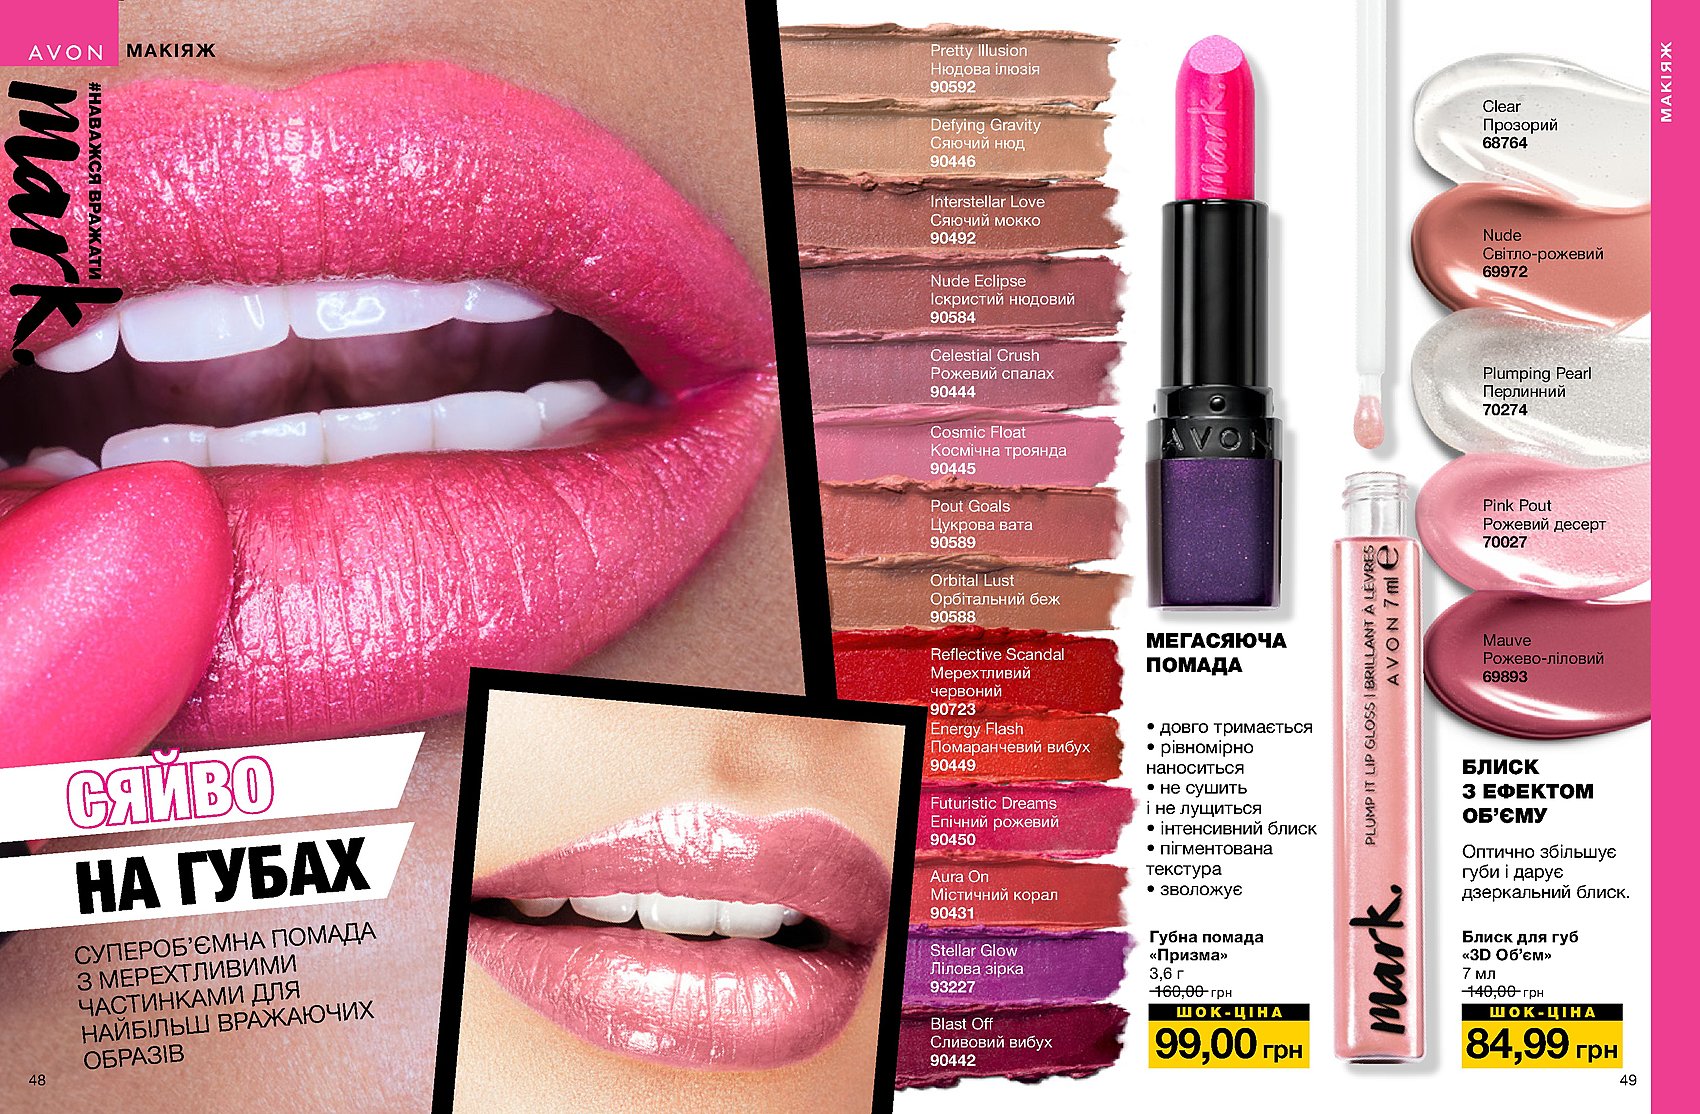 AVON
МАКІЯЖ
mark.
#НАВАЖСЯ ВРАЖАТИ
СЯЙВО
НА ГУБАХ
СУПЕРОБ’ЄМНА ПОМАДА
З МЕРЕХТЛИВИМИ
ЧАСТИНКАМИ ДЛЯ
НАЙБІЛЬШ ВРАЖАЮЧИХ
ОБРАЗІВ
48
Pretty Illusion
Нюдова ілюзія
90592
Defying Gravity
Сяючий нюд
90446
Interstellar Love
Сяючий мокко
90492
Nude Eclipse
Іскристий нюдовий
90584
Celestial Crush
Рожевий спалах
90444
Cosmic Float
Космічна троянда
90445
Pout Goals
Цукрова вата
90589
Orbital Lust
Орбітальний беж
90588
Reflective Scandal
Мерехтливий
червоний
90723
Energy Flash
Помаранчевий вибух
90449
Futuristic Dreams
Епічний рожевий
90450
Aura On
Містичний корал
90431
Stellar Glow
Лілова зірка
93227
Blast Off
Сливовий вибух
90442
mark.
AVON
МЕГАСЯЮЧА
ПОМАДА
• довго тримається
• рівномірно
наноситься
• не сушить
і не лущиться
• інтенсивний блиск
• пігментована
текстура
• зволожує
Губна помада
«Призма»
3,6 г
160,00 грн
ШОК-ЦІНА
99,00 грн
PLUMP IT LIP GLOSS | BRILLANT À LÈVRES
AVON 7 ml e
mark.
Clear
Прозорий
68764
Nude
Світло-рожевий
69972
Plumping Pearl
Перлинний
70274
Pink Pout
Рожевий десерт
70027
Mauve
Рожево-ліловий
69893
БЛИСК
З ЕФЕКТОМ
ОБ’ЄМУ
Оптично збільшує
губи і дарує
дзеркальний блиск.
Блиск для губ
«3D Об’єм»
7 мл
140,00 грн
ШОК-ЦІНА
84,99 грн
49
МАКІЯЖ